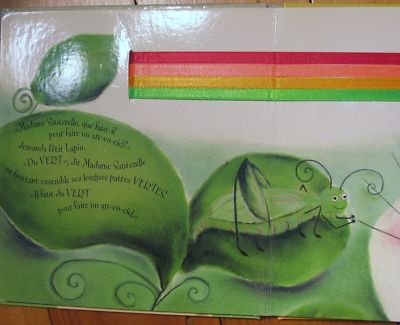 «Madame Sauterelle, que faut-il
pour faire un arc-en-ciel?»,
demanda Petit Lapin.
«Du VERT», dit Madame Sauterelle
en frottant ensemble ses longues pattes VERTES.
«Il faut du VERT
pour faire un arc-en-ciel.»